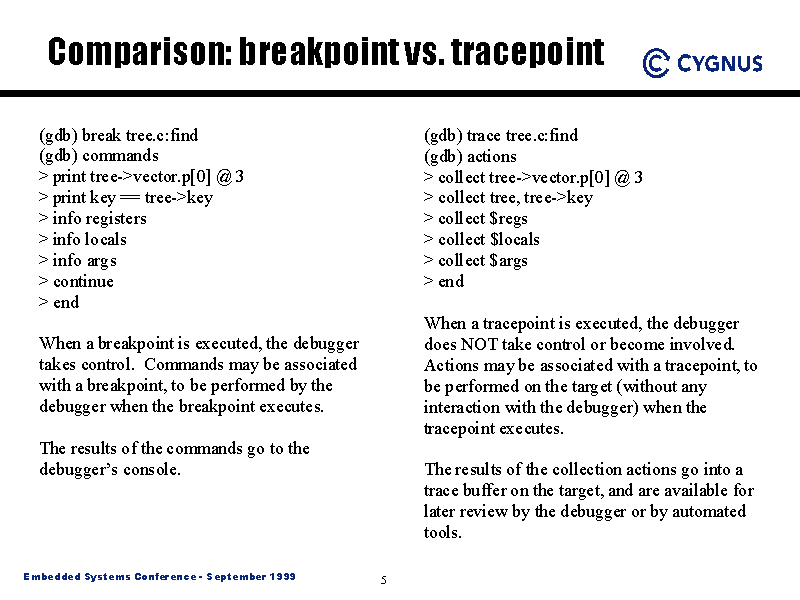 Comparison: breakpoint vs. tracepoint
CYGNUS
(gdb) break tree.c:find
(gdb) commands
> print tree->vector.p[0] @ 3
> print key == tree->key
> info registers
> info locals
> info args
> continue
> end
When a breakpoint is executed, the debugger
takes control.  Commands may be associated
with a breakpoint, to be performed by the
debugger when the breakpoint executes.
The results of the commands go to the
debugger’s console.
(gdb) trace tree.c:find
(gdb) actions
> collect tree->vector.p[0] @ 3
> collect tree, tree->key
> collect $regs
> collect $locals
> collect $args
> end
When a tracepoint is executed, the debugger
does NOT take control or become involved.
Actions may be associated with a tracepoint, to
be performed on the target (without any
interaction with the debugger) when the
tracepoint executes.
The results of the collection actions go into a
trace buffer on the target, and are available for
later review by the debugger or by automated
tools.
Embedded Systems Conference - September 1999
5